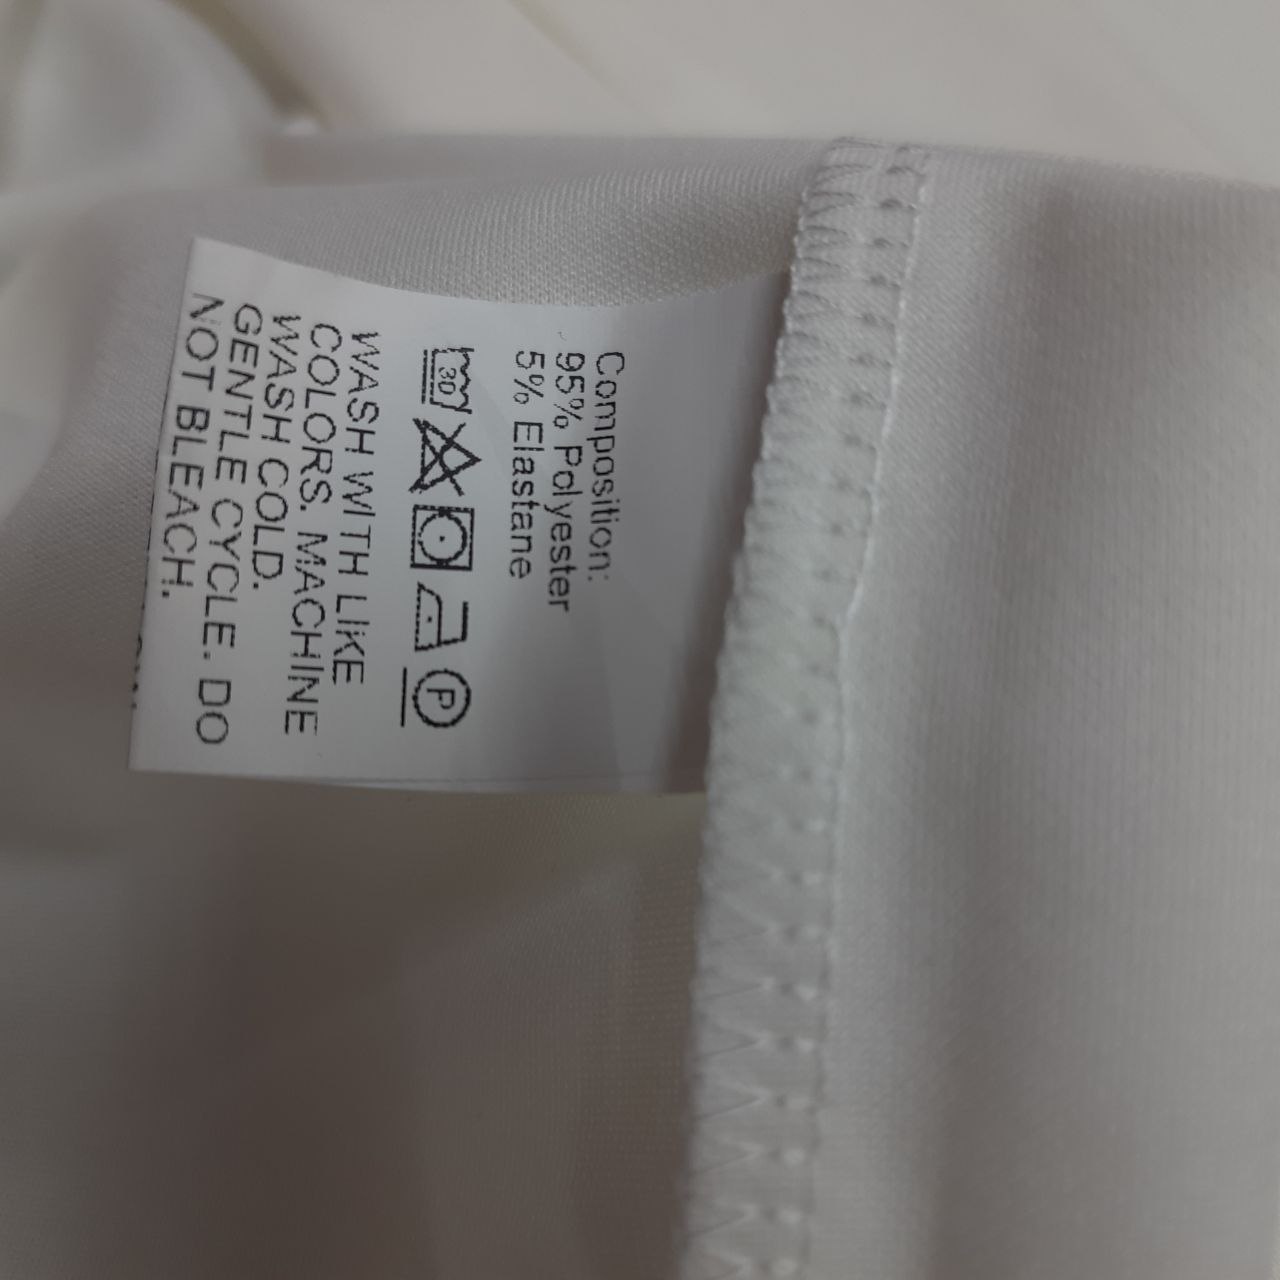 Composition:
95% Polyester
5% Elastane
30
P
WASH WITH LIKE
COLORS. MACHINE
WASH COLD.
GENTLE CYCLE. DO
NOT BLEACH.